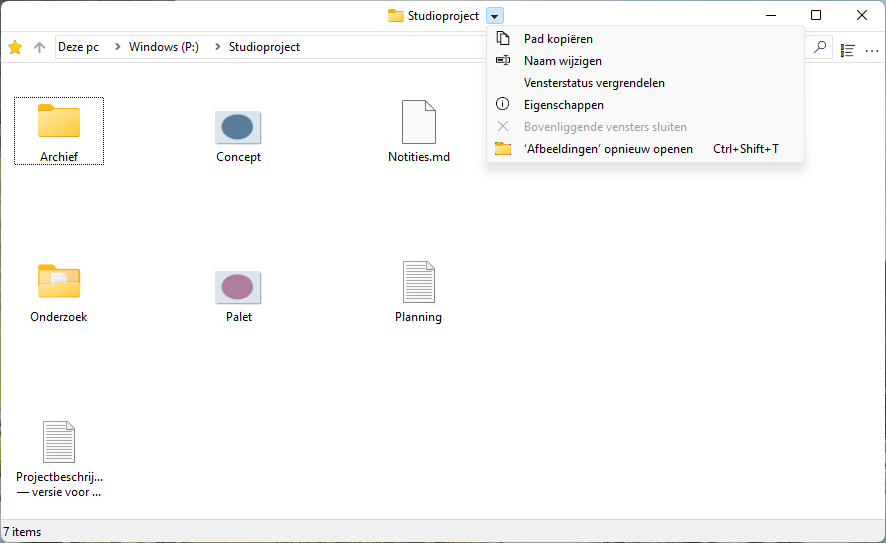 Studioproject
Deze pc > Windows (P:) > Studioproject
Pad kopiëren
Naam wijzigen
Vensterstatus vergrendelen
Eigenschappen
Bovenliggende vensters sluiten
‘Afbeeldingen’ opnieuw openen Ctrl+Shift+T
Archief
Concept
Notities.md
Onderzoek
Palet
Planning
Projectbeschrij...
— versie voor ...
7 items